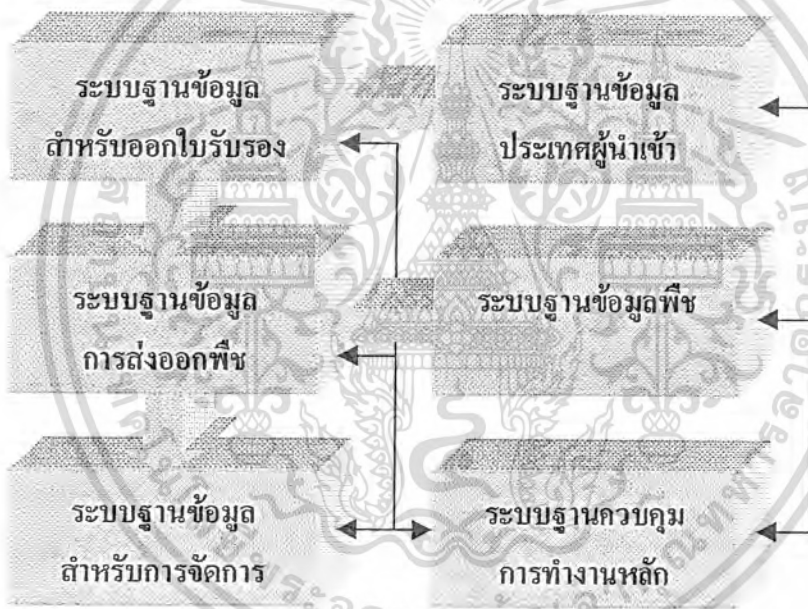 ระบบฐานข้อมูล
สำหรับออกใบรับรอง
ระบบฐานข้อมูล
ประเทศผู้นำเข้า
ระบบฐานข้อมูล
การส่งออกพืช
ระบบฐานข้อมูลพืช
ระบบฐานข้อมูล
สำหรับการจัดการ
ระบบฐานควบคุม
การทำงานหลัก